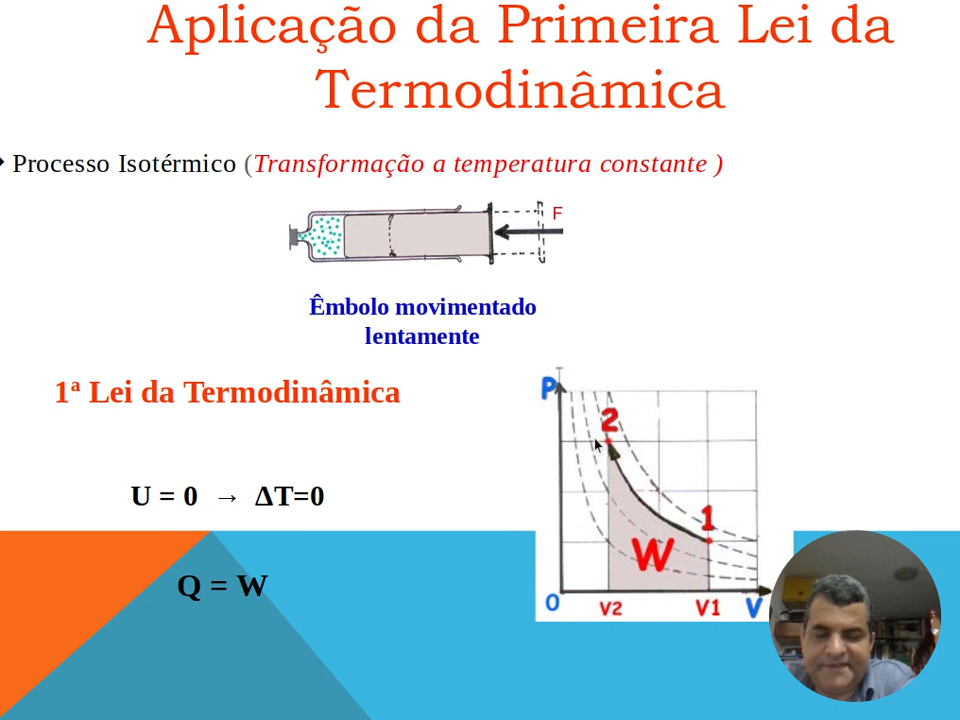 Aplicação da Primeira Lei da
Termodinâmica
Processo Isotérmico (Transformação a temperatura constante )
F
Êmbolo movimentado
lentamente
1ª Lei da Termodinâmica
U = 0 → ΔT=0
Q = W
P
2
1
W
0
V2
V1
V